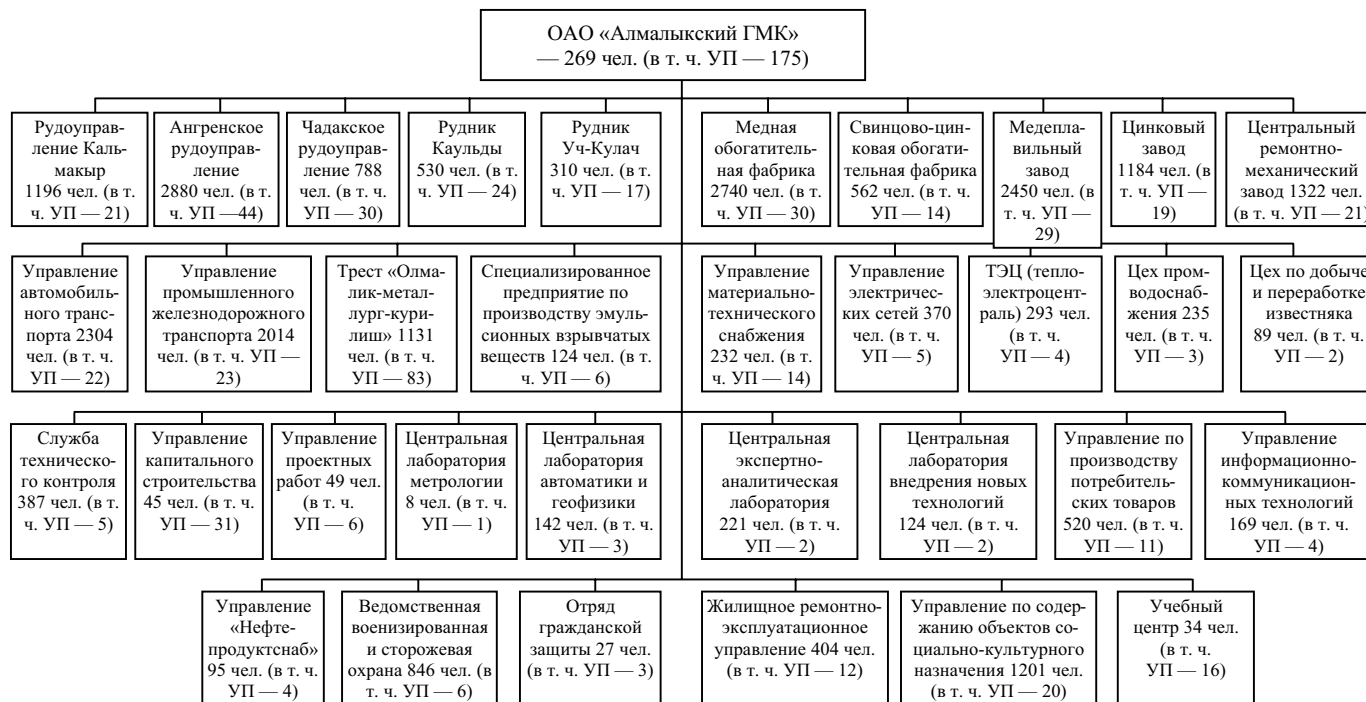 ОАО «Алмалыкский ГМК»
— 269 чел. (в т. ч. УП — 175)
Рудоуправ-
ление Каль-
макыр
1196 чел. (в т.
ч. УП — 21)
Ангренское
рудоуправ-
ление
2880 чел. (в т.
ч. УП —44)
Чадакское
рудоуправ-
ление 788
чел. (в т. ч.
УП — 30)
Рудник
Каульды
530 чел. (в т.
ч. УП — 24)
Рудник
Уч-Кулач
310 чел. (в т.
ч. УП — 17)
Медная
обогатитель-
ная фабрика
2740 чел. (в т.
ч. УП — 30)
Свинцово-цин-
ковая обогати-
тельная фабрика
562 чел. (в т. ч.
УП — 14)
Медепла-
вильный
завод
2450 чел. (в
т. ч. УП —
29)
Цинковый
завод
1184 чел. (в
т. ч. УП —
19)
Центральный
ремонтно-
механический
завод 1322 чел.
(в т. ч. УП — 21)
Управление
автомобиль-
ного транс-
порта 2304
чел. (в т. ч.
УП — 22)
Управление
промышленного
железнодорожного
транспорта 2014
чел. (в т. ч. УП —
23)
Трест «Олма-
лик-метал-
лург-кури-
лиш» 1131
чел. (в т. ч.
УП — 83)
Специализированное
предприятие по
производству эмуль-
сионных взрывчатых
веществ 124 чел. (в т.
ч. УП — 6)
Управление
материально-
технического
снабжения
232 чел. (в т.
ч. УП — 14)
Управление
электричес-
ких сетей 370
чел. (в т. ч.
УП — 5)
ТЭЦ (тепло-
электроцент-
раль) 293 чел.
(в т. ч.
УП — 4)
Цех пром-
водоснаб-
жения 235
чел. (в т. ч.
УП — 3)
Цех по добыче
и переработке
известняка
89 чел. (в т. ч.
УП — 2)
Служба
техническо-
го контроля
387 чел. (в т.
ч. УП — 5)
Управление
капитального
строительства
45 чел. (в т. ч.
УП — 31)
Управление
проектных
работ 49 чел.
(в т. ч.
УП — 6)
Центральная
лаборатория
метрологии
8 чел. (в т. ч.
УП — 1)
Центральная
лаборатория
автоматики и
геофизики
142 чел. (в т. ч.
УП — 3)
Центральная
экспертно-
аналитическая
лаборатория
221 чел. (в т. ч.
УП — 2)
Центральная
лаборатория
внедрения новых
технологий
124 чел. (в т. ч.
УП — 2)
Управление по
производству
потребитель-
ских товаров
520 чел. (в т. ч.
УП — 11)
Управление
информационно-
коммуникацион-
ных технологий
169 чел. (в т. ч.
УП — 4)
Управление
«Нефте-
продуктснаб»
95 чел. (в т. ч.
УП — 4)
Ведомственная
военизированная
и сторожевая
охрана 846 чел. (в
т. ч. УП — 6)
Отряд
гражданской
защиты 27 чел.
(в т. ч. УП — 3)
Жилищное ремонтно-
эксплуатационное
управление 404 чел.
(в т. ч. УП — 12)
Управление по содер-
жанию объектов со-
циально-культурного
назначения 1201 чел.
(в т. ч. УП — 20)
Учебный
центр 34 чел.
(в т. ч.
УП — 16)